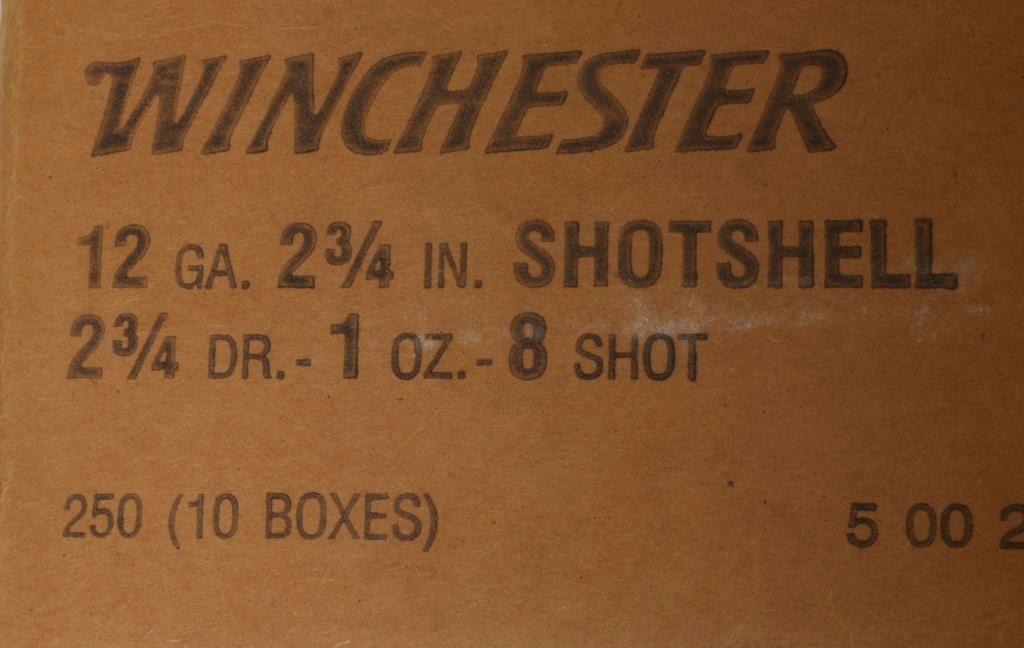 WINCHESTER
12 GA. 2¾ IN. SHOTSHELL
2¾ DR.- 1 OZ.- 8 SHOT
250 (10 BOXES) 5 00 2